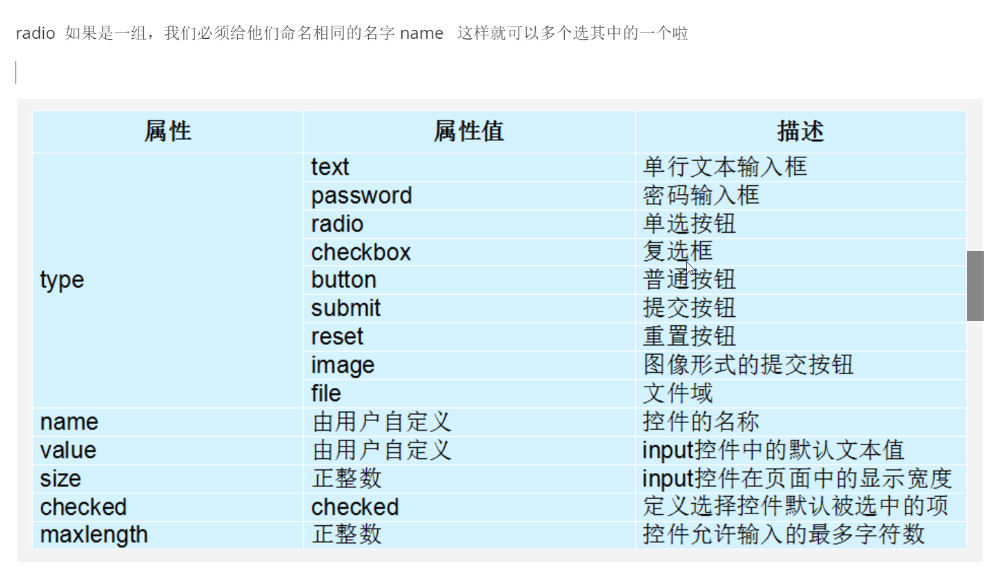 radio 如果是一组，我们必须给他们命名相同的名字 name 这样就可以多个选其中的一个啦
属性 属性值 描述
text 单行文本输入框
password 密码输入框
radio 单选按钮
checkbox 复选框
type button 普通按钮
submit 提交按钮
reset 重置按钮
image 图像形式的提交按钮
file 文件域
name 由用户自定义 控件的名称
value 由用户自定义 input控件中的默认文本值
size 正整数 input控件在页面中的显示宽度
checked checked 定义选择控件默认被选中的项
maxlength 正整数 控件允许输入的最多字符数